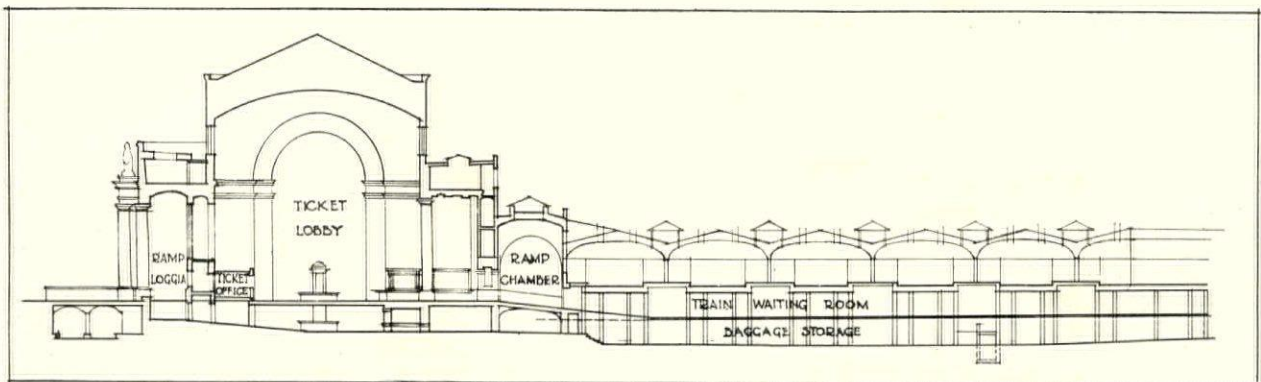 TICKET
LOBBY
RAMP
LOGGIA
TICKET
OFFICE
RAMP
CHAMBER
TRAIN WAITING ROOM
BAGGAGE STORAGE